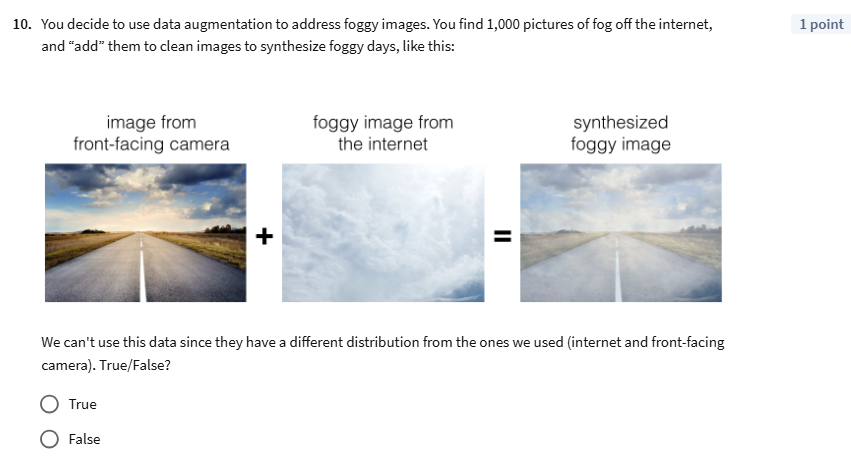 10. You decide to use data augmentation to address foggy images. You find 1,000 pictures of fog off the internet,
1 point
and “add” them to clean images to synthesize foggy days, like this:
image from
front-facing camera
foggy image from
the internet
synthesized
foggy image
+
=
We can't use this data since they have a different distribution from the ones we used (internet and front-facing
camera). True/False?
True
False